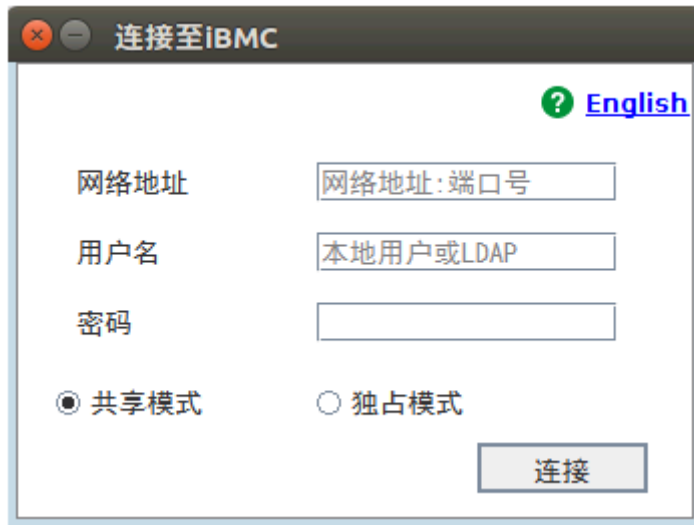 连接至iBMC
English
网络地址 网络地址:端口号
用户名 本地用户或LDAP
密码
共享模式 独占模式
连接